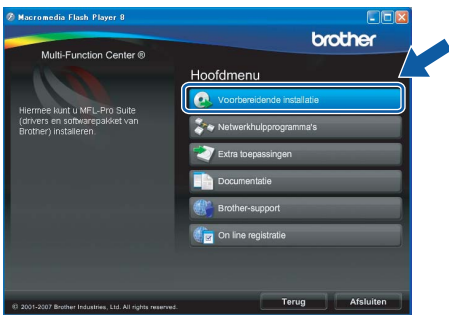 Macromedia Flash Player 8
brother
Multi-Function Center ®
Hoofdmenu
Hiermee kunt u MFL-Pro Suite
(drivers en softwarepakket van
Brother) installeren.
Voorbereidende installatie
Netwerkhulpprogramma's
Extra toepassingen
Documentatie
Brother-support
On line registratie
© 2001-2007 Brother Industries, Ltd. All rights reserved.
Terug
Afsluiten